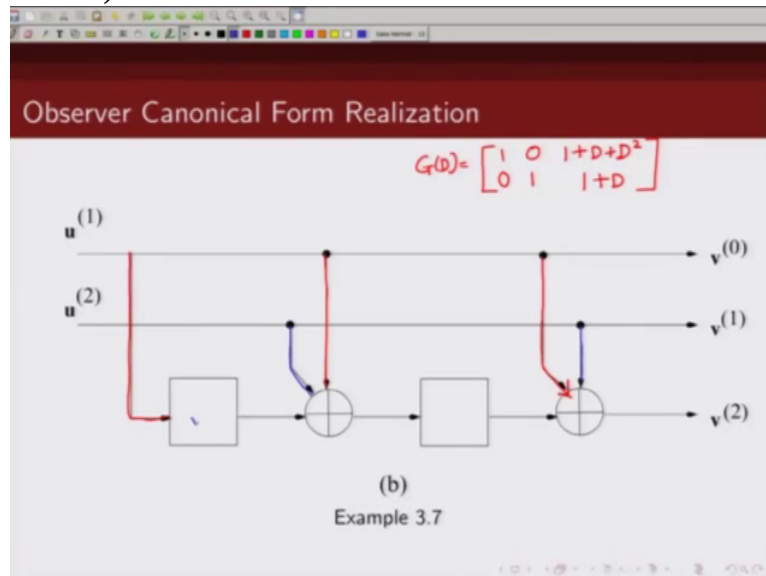 Observer Canonical Form Realization
G(D)= [1 0 1+D+D²
0 1 1+D]
u(1)
v(0)
u(2)
v(1)
v(2)
(b)
Example 3.7